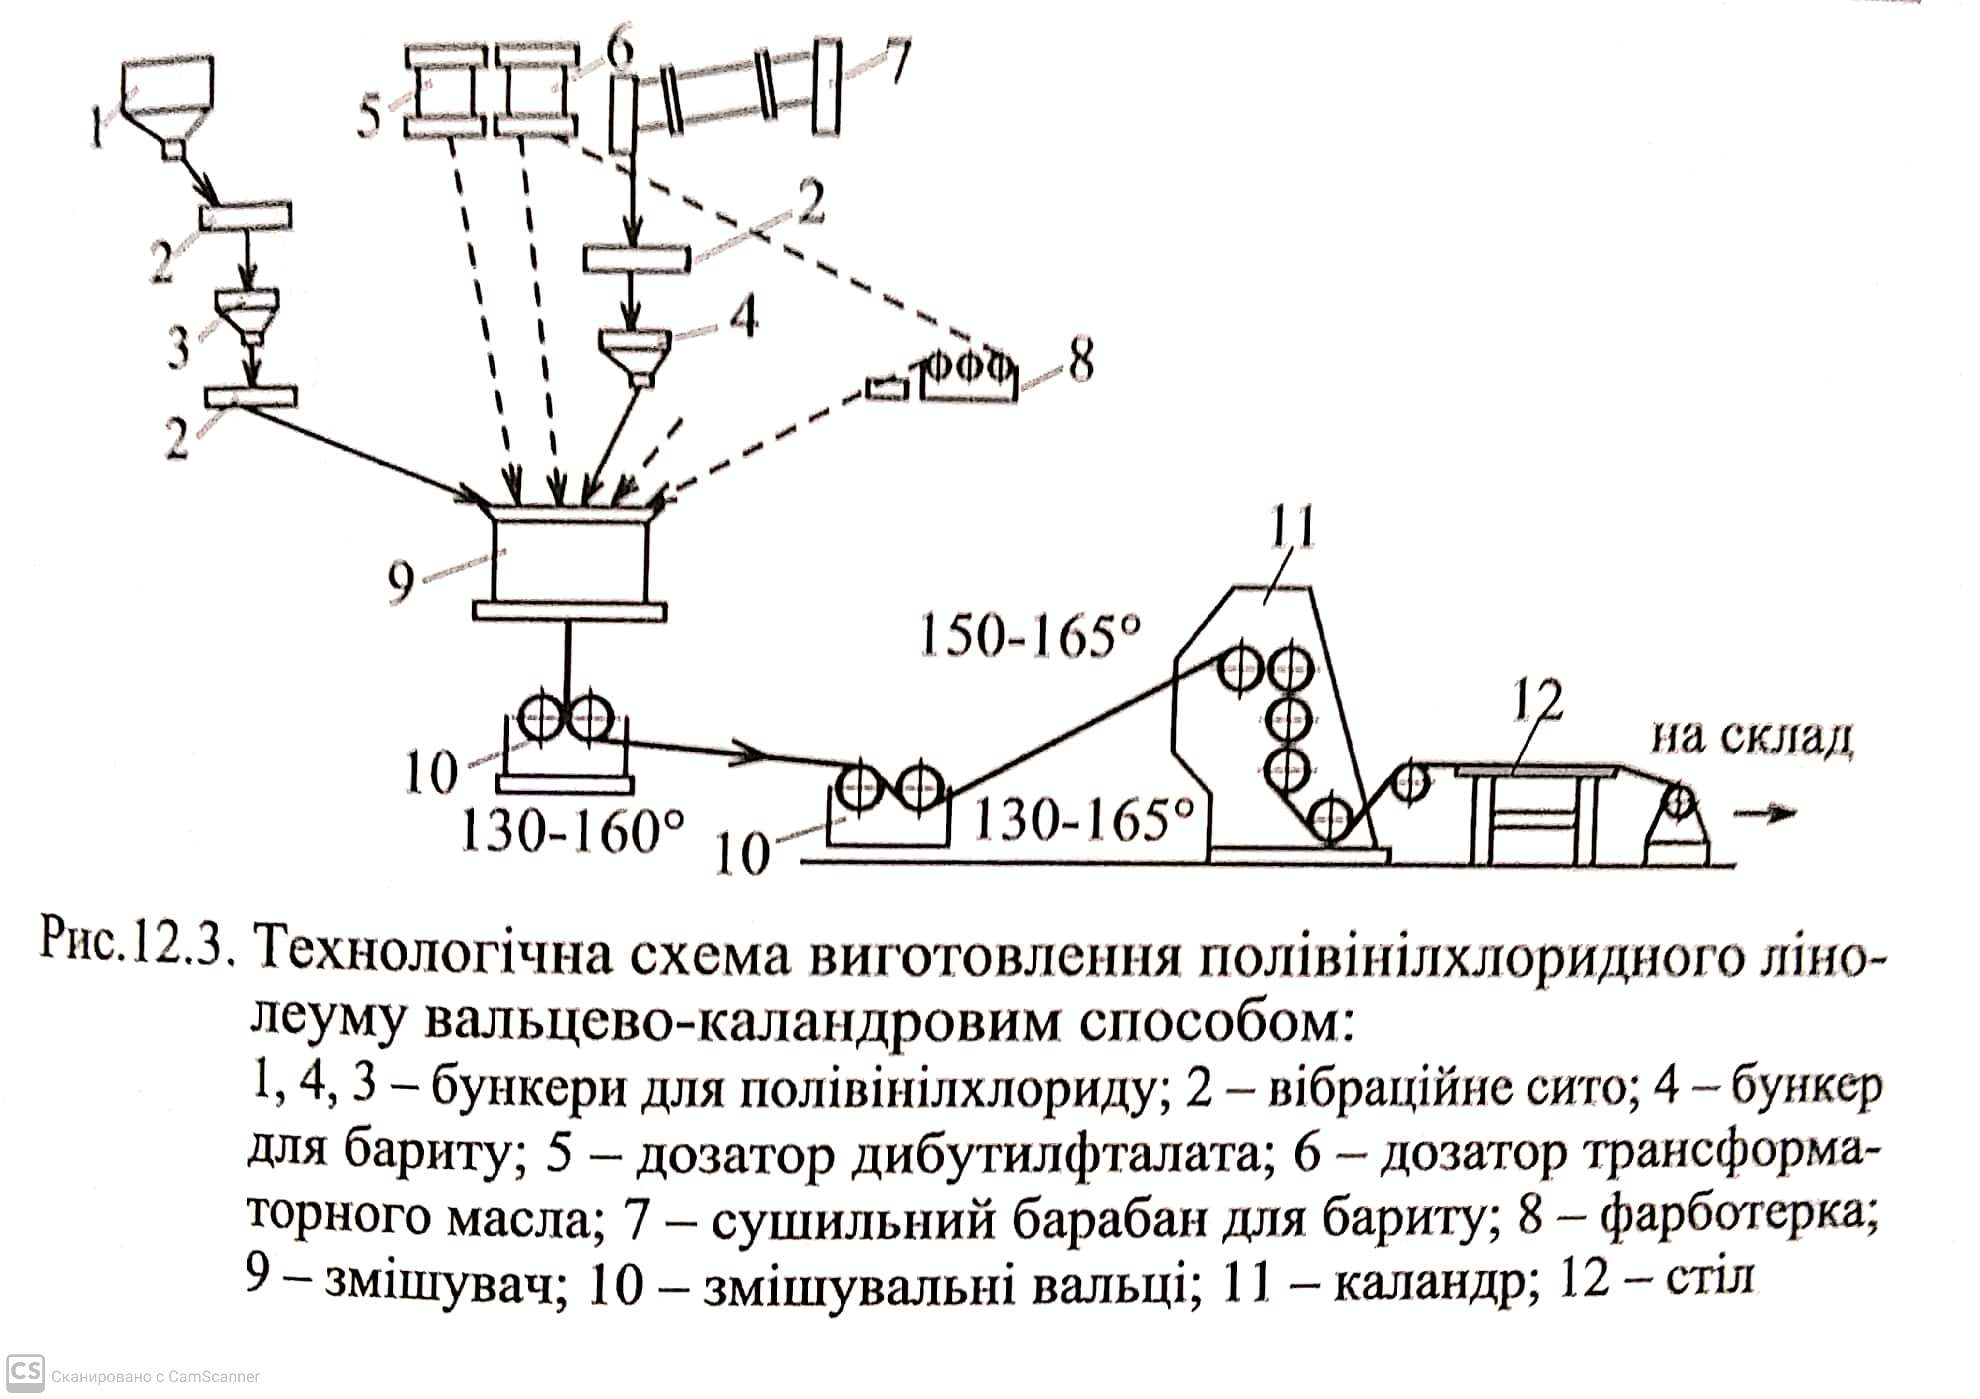 1
5
6
7
2
2
3
4
8
2
9
11
150-165°
12
на склад
10
130-160°
10
130-165°
Рис.12.3. Технологічна схема виготовлення полівінілхлоридного ліно-
леуму вальцево-каландровим способом:
1, 4, 3 – бункери для полівінілхлориду; 2 – вібраційне сито; 4 – бункер
для бариту; 5 – дозатор дибутилфталата; 6 – дозатор трансформа-
торного масла; 7 – сушильний барабан для бариту; 8 – фарботерка;
9 – змішувач; 10 – змішувальні вальці; 11 – каландр; 12 – стіл
CS Сканировано с CamScanner